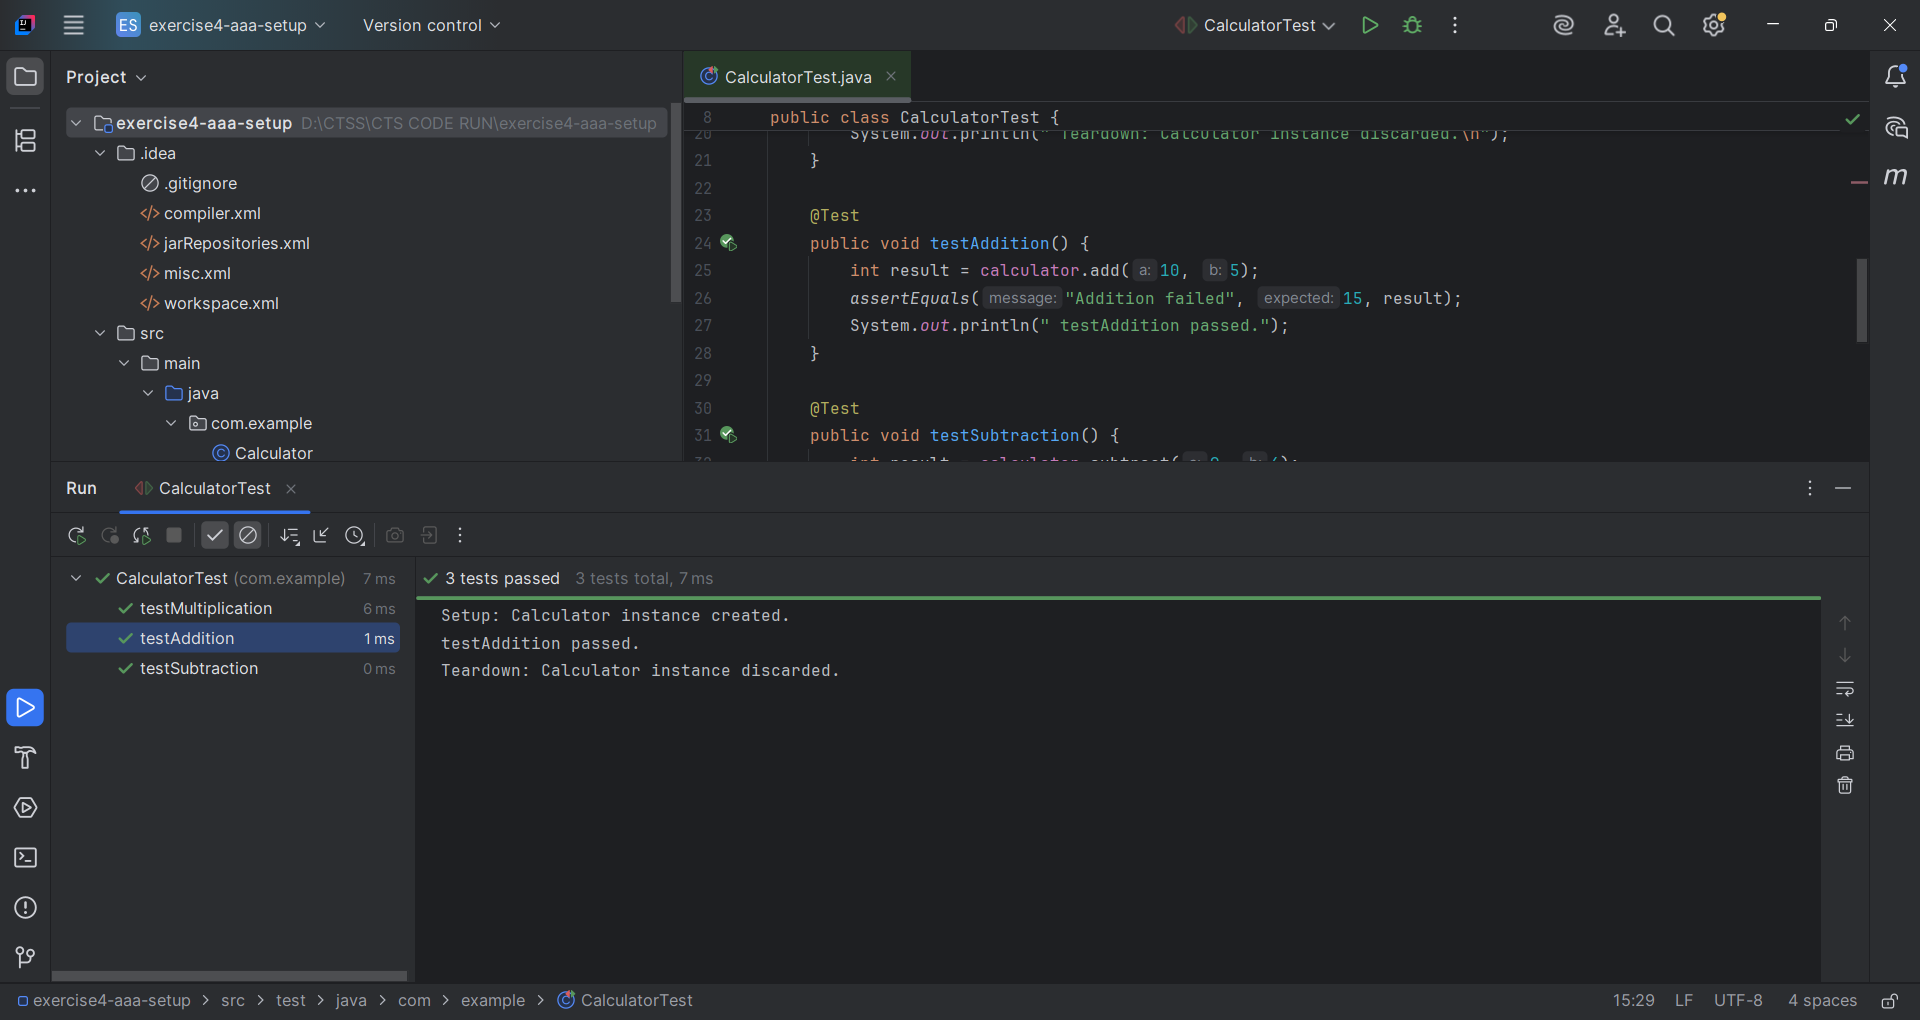 ES exercise4-aaa-setup Version control CalculatorTest
Project
CalculatorTest.java
exercise4-aaa-setup D:\CTSS\CTS CODE RUN\exercise4-aaa-setup
.idea
.gitignore
compiler.xml
jarRepositories.xml
misc.xml
workspace.xml
src
main
java
com.example
Calculator
8 public class CalculatorTest {
20 System.out.println(" Teardown: Calculator instance discarded.\n");
21 }
22
23 @Test
24 public void testAddition() {
25 int result = calculator.add( a: 10, b: 5);
26 assertEquals( message: "Addition failed", expected: 15, result);
27 System.out.println(" testAddition passed.");
28 }
29
30 @Test
31 public void testSubtraction() {
32 int result = calculator.subtract(
m
Run CalculatorTest
CalculatorTest (com.example) 7 ms
testMultiplication 6 ms
testAddition 1 ms
testSubtraction 0 ms
3 tests passed 3 tests total, 7 ms
Setup: Calculator instance created.
testAddition passed.
Teardown: Calculator instance discarded.
exercise4-aaa-setup > src > test > java > com > example > CalculatorTest
15:29 LF UTF-8 4 spaces